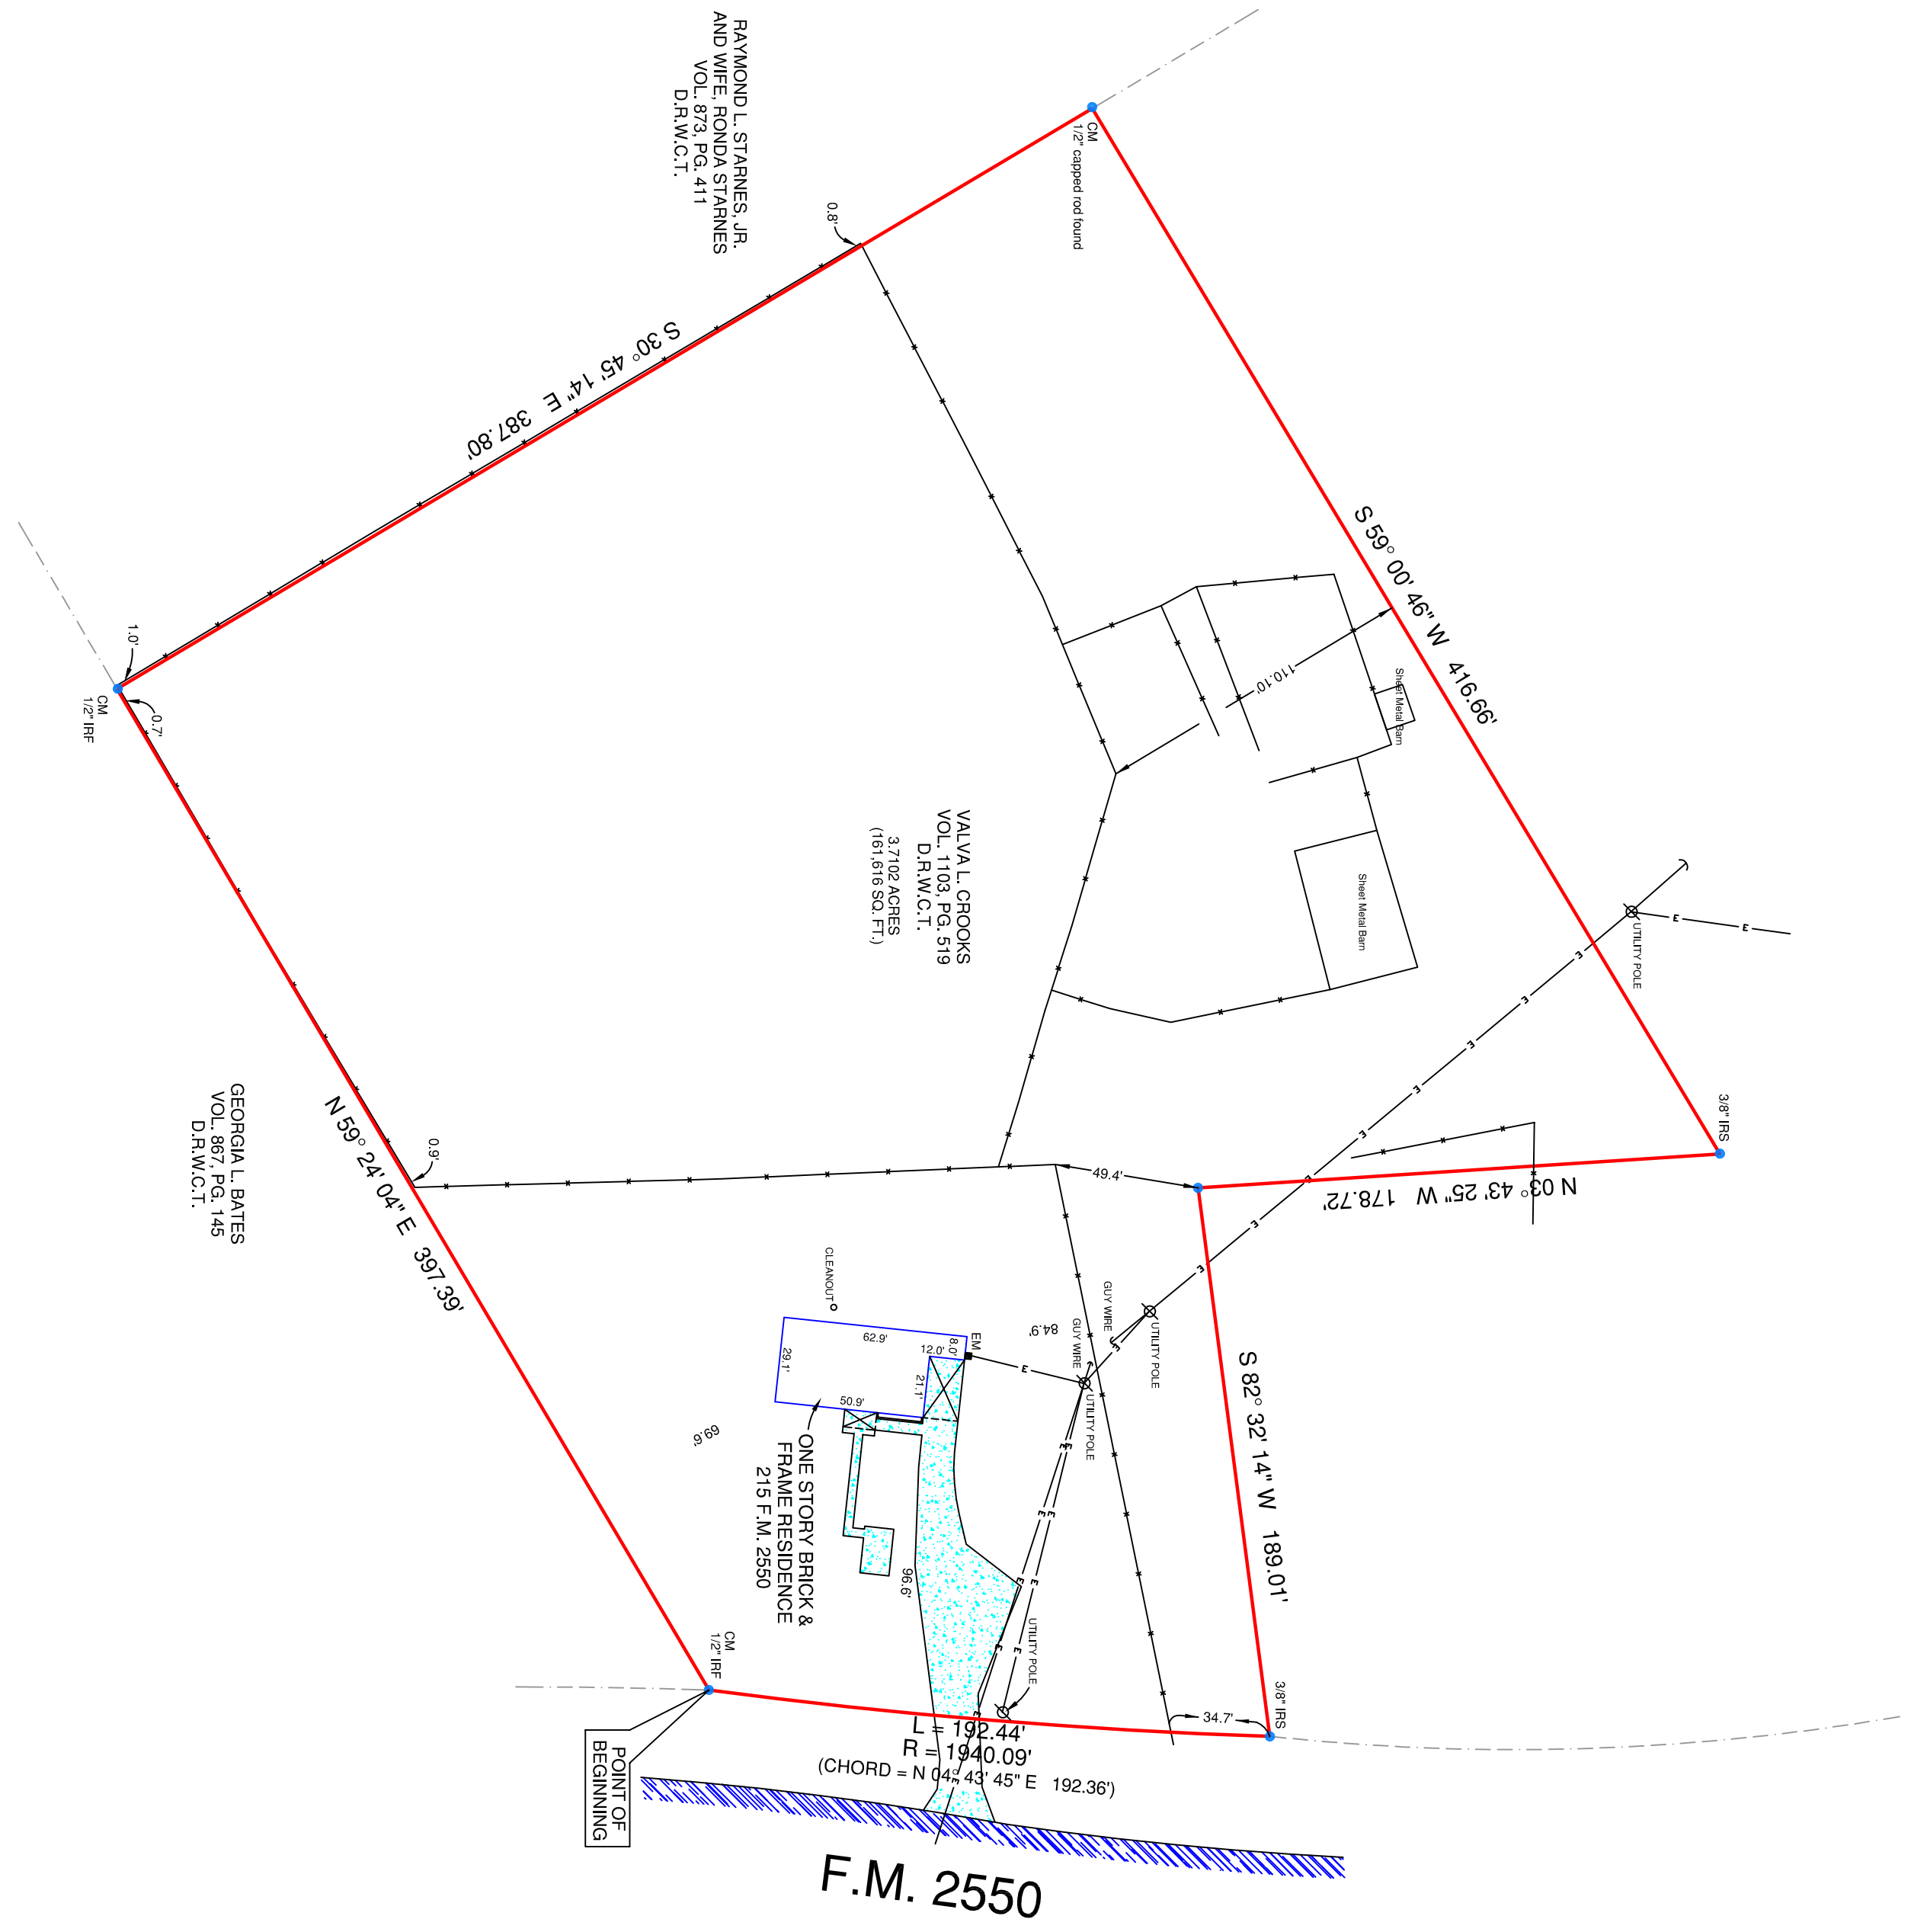 RAYMOND L. STARNES, JR.
AND WIFE, RONDA STARNES
VOL. 873, PG. 411
D.R.W.C.T.
CM
1/2" capped rod found
0.8'
S 30° 45' 14" E 387.80'
S 59° 00' 46" W 416.66'
110.10'
Sheet Metal Barn
Sheet Metal Barn
1.0'
0.7'
CM
1/2" IRF
VALVA L. CROOKS
VOL. 1103, PG. 519
D.R.W.C.T.
3.7102 ACRES
(161,616 SQ. FT.)
E
E
UTILITY POLE
E
E
E
E
E
E
E
E
3/8" IRS
N 03° 43' 25" W 178.72'
49.4'
GEORGIA L. BATES
VOL. 867, PG. 145
D.R.W.C.T.
N 59° 24' 04" E 397.39'
0.9'
CLEANOUT
GUY WIRE
UTILITY POLE
E
84.9'
GUY WIRE
UTILITY POLE
EM
E
62.9'
8.0'
12.0'
29.1'
21.1'
50.9'
S 82° 32' 14" W 189.01'
69.6'
ONE STORY BRICK &
FRAME RESIDENCE
215 F.M. 2550
96.6'
E
E
E
E
E
E
E
E
E
E
UTILITY POLE
CM
1/2" IRF
3/8" IRS
34.7'
L = 192.44'
R = 1940.09'
(CHORD = N 04° 43' 45" E 192.36')
POINT OF
BEGINNING
F.M. 2550